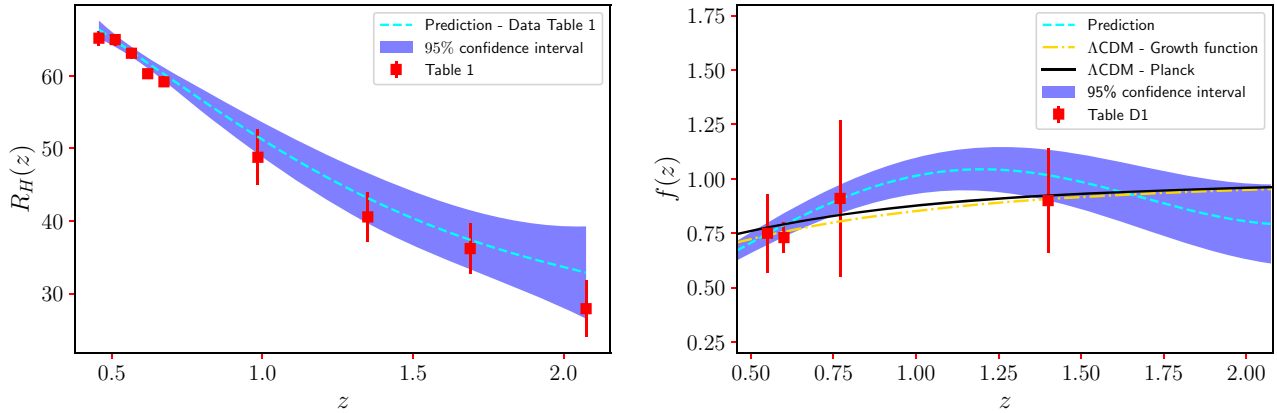 60
50
40
30
R_H(z)
Prediction - Data Table 1
95% confidence interval
Table 1
0.5 1.0 1.5 2.0
z
1.75
1.50
1.25
1.00
0.75
0.50
0.25
f(z)
Prediction
ΛCDM - Growth function
ΛCDM - Planck
95% confidence interval
Table D1
0.50 0.75 1.00 1.25 1.50 1.75 2.00
z